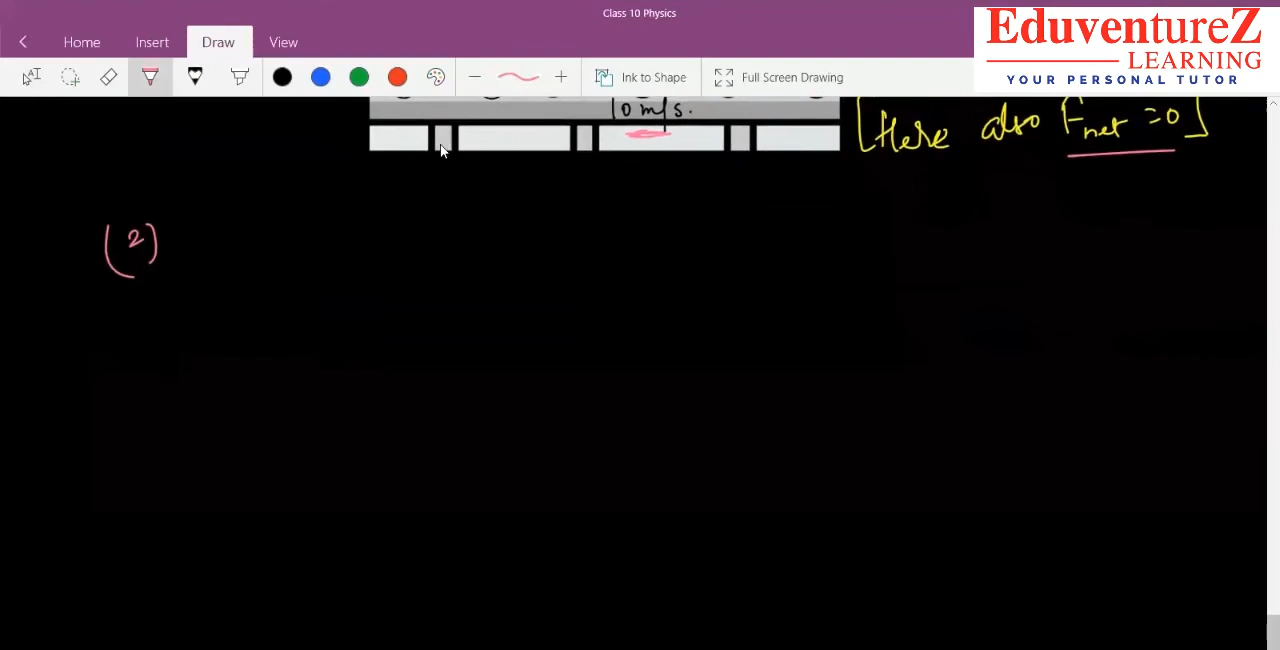 Class 10 Physics
EduventureZ
LEARNING
YOUR PERSONAL TUTOR
Home Insert Draw View
Ink to Shape Full Screen Drawing
10 m/s.
[Here also Fnet = 0]
(2)